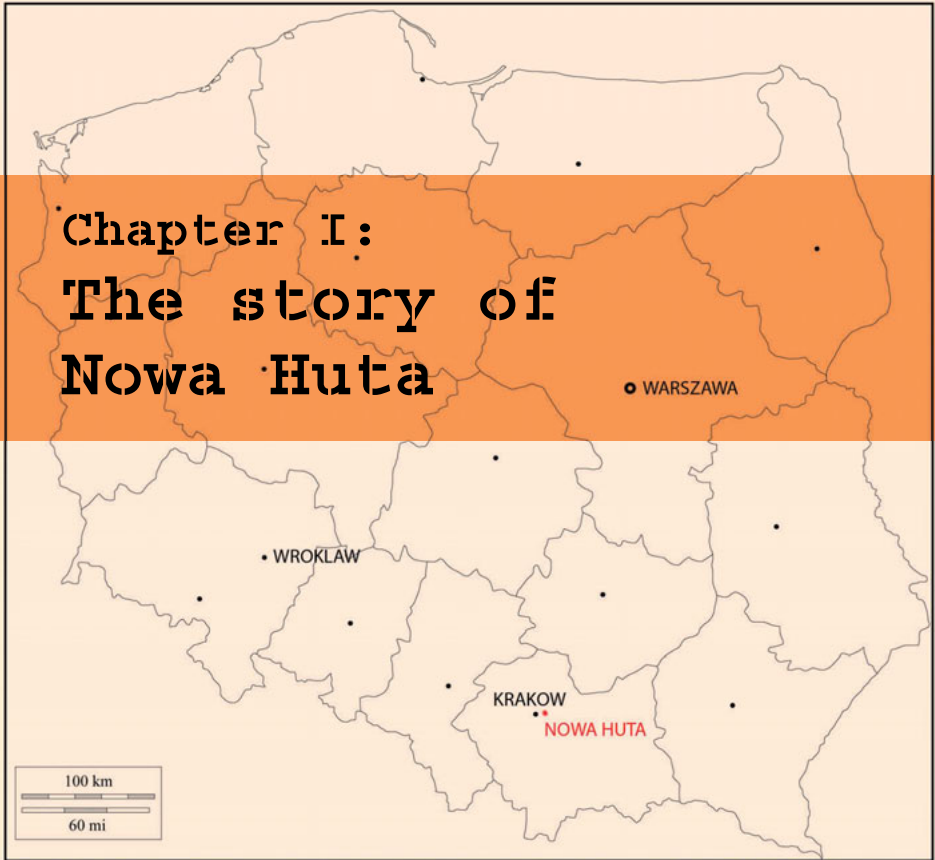 Chapter I:
The story of
Nowa Huta
WARSZAWA
WROKLAW
KRAKOW
NOWA HUTA
100 km
60 mi